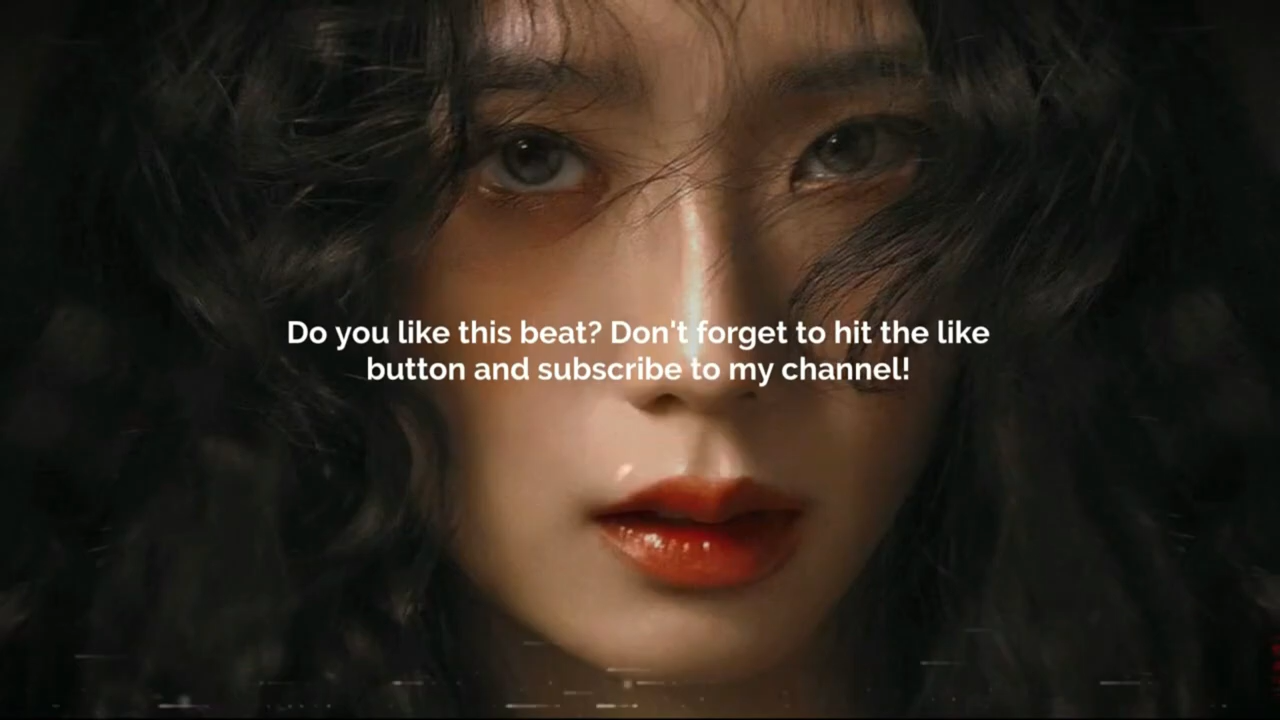 Do you like this beat? Don't forget to hit the like
button and subscribe to my channel!